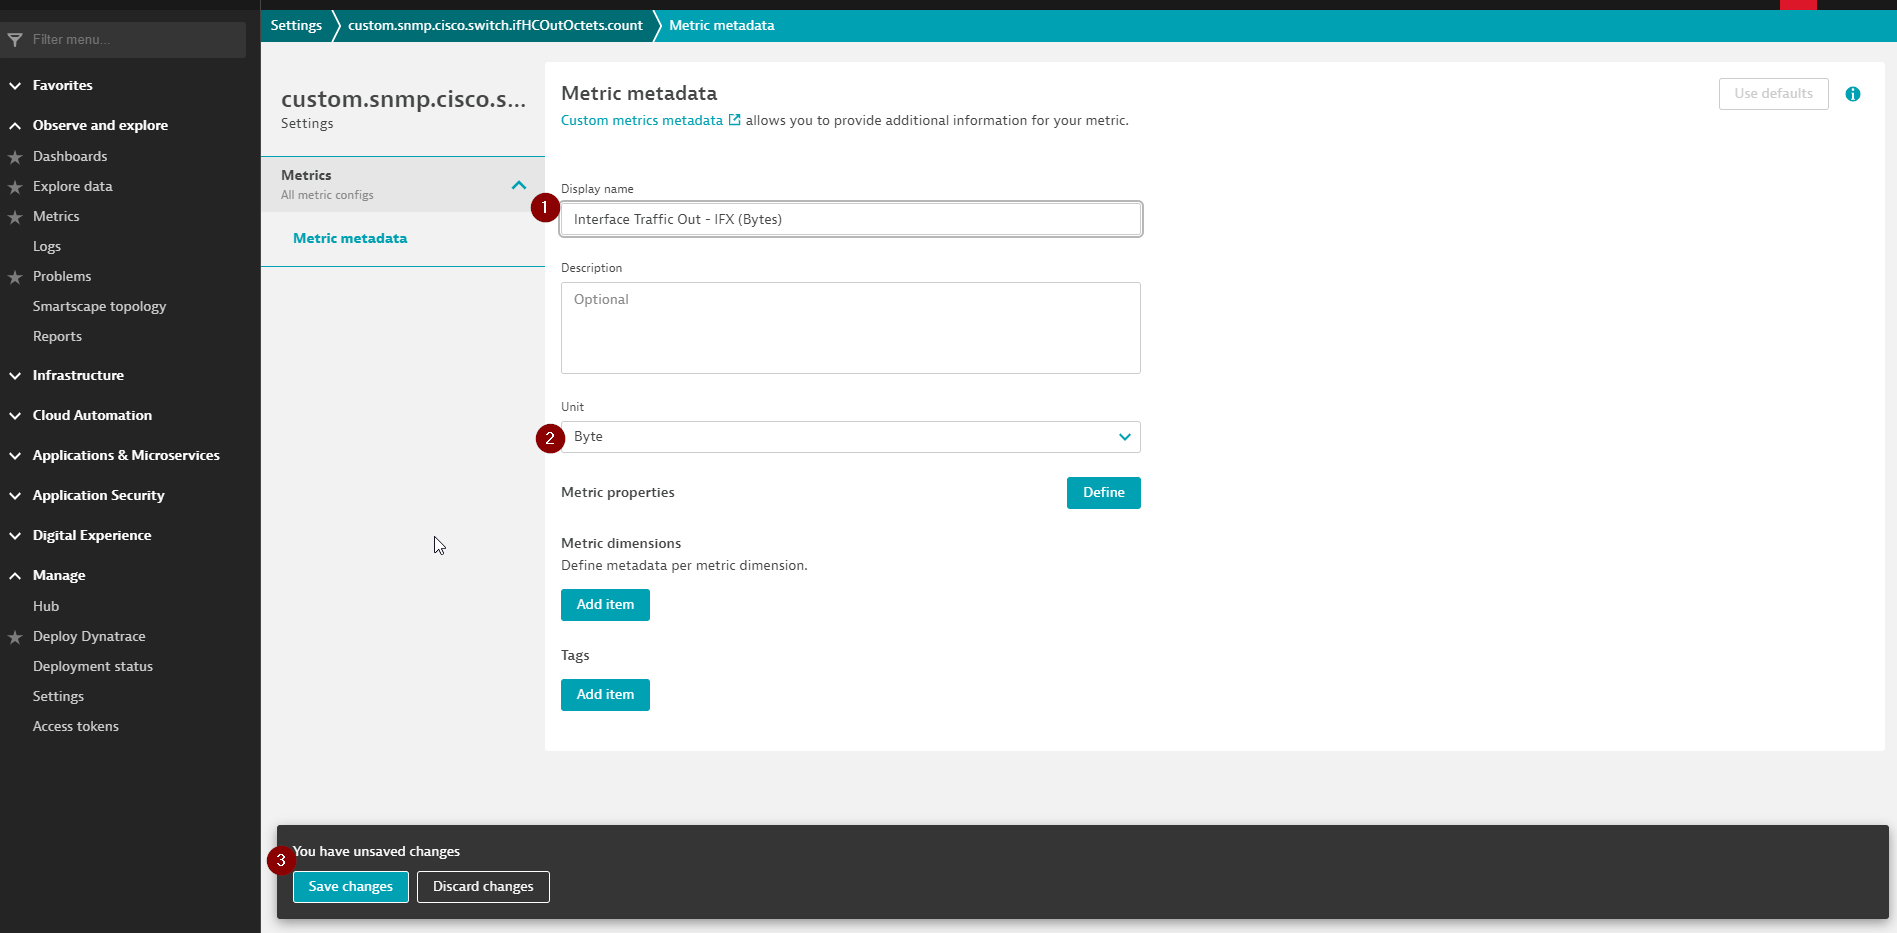 Filter menu...
Favorites
Observe and explore
Dashboards
Explore data
Metrics
Logs
Problems
Smartscape topology
Reports
Infrastructure
Cloud Automation
Applications & Microservices
Application Security
Digital Experience
Manage
Hub
Deploy Dynatrace
Deployment status
Settings
Access tokens
Settings custom.snmp.cisco.switch.ifHCOutOctets.count Metric metadata
custom.snmp.cisco.s...
Settings
Metrics
All metric configs
Metric metadata
Metric metadata
Use defaults
Custom metrics metadata allows you to provide additional information for your metric.
Display name
1
Interface Traffic Out - IFX (Bytes)
Description
Optional
Unit
2
Byte
Metric properties
Define
Metric dimensions
Define metadata per metric dimension.
Add item
Tags
Add item
3
You have unsaved changes
Save changes
Discard changes